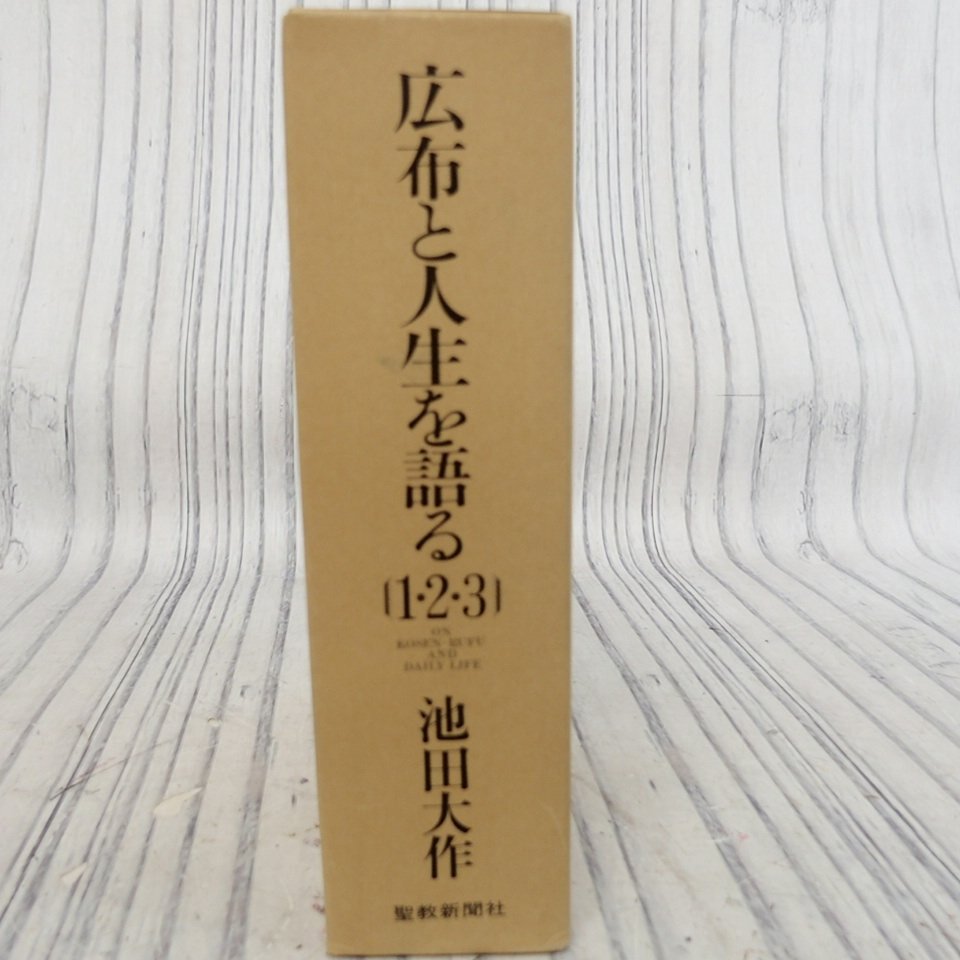 広布と人生を語る
[1・2・3]
ON
KOSEN-RUFU
AND
DAILY LIFE
池田大作
聖教新聞社